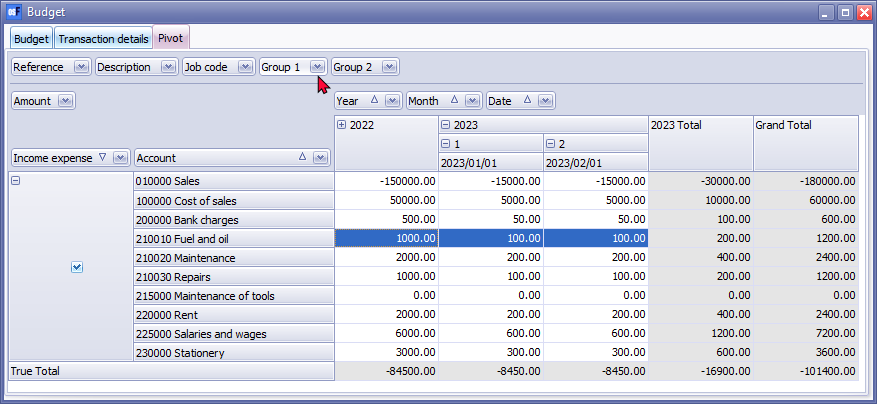 Budget
Budget Transaction details Pivot
Reference Description Job code Group 1 Group 2
Amount Year Month Date
2022 2023 2023 Total Grand Total
1 2
Income expense Account 2023/01/01 2023/02/01
010000 Sales -150000.00 -15000.00 -15000.00 -30000.00 -180000.00
100000 Cost of sales 50000.00 5000.00 5000.00 10000.00 60000.00
200000 Bank charges 500.00 50.00 50.00 100.00 600.00
210010 Fuel and oil 1000.00 100.00 100.00 200.00 1200.00
210020 Maintenance 2000.00 200.00 200.00 400.00 2400.00
210030 Repairs 1000.00 100.00 100.00 200.00 1200.00
215000 Maintenance of tools 0.00 0.00 0.00 0.00 0.00
220000 Rent 2000.00 200.00 200.00 400.00 2400.00
225000 Salaries and wages 6000.00 600.00 600.00 1200.00 7200.00
230000 Stationery 3000.00 300.00 300.00 600.00 3600.00
True Total -84500.00 -8450.00 -8450.00 -16900.00 -101400.00